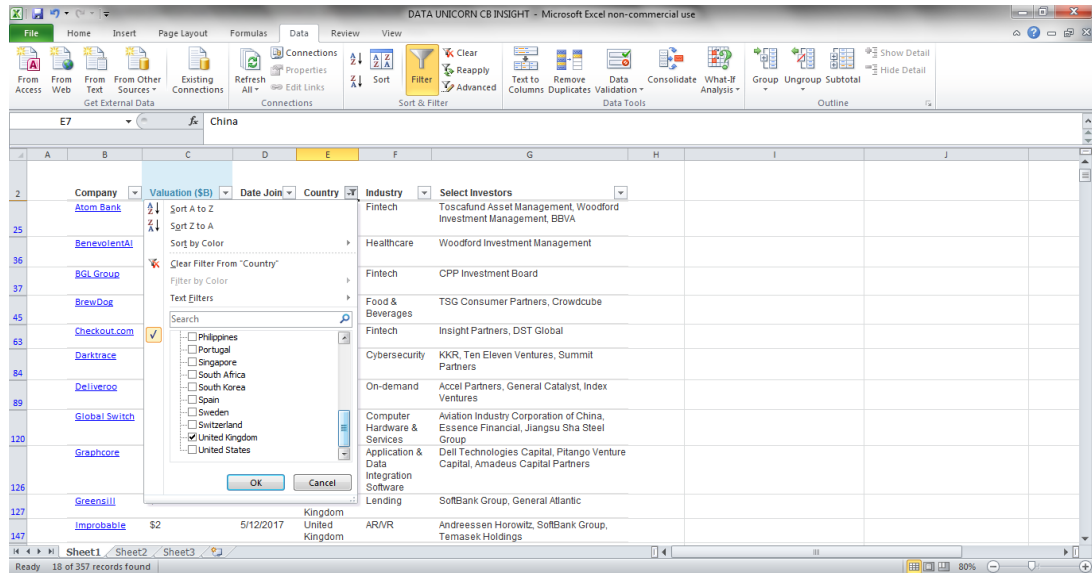 DATA UNICORN CB INSIGHT - Microsoft Excel non-commercial use
File Home Insert Page Layout Formulas Data Review View
From Access
From Web
From Text
From Other Sources
Existing Connections
Get External Data
Refresh All
Connections
Properties
Edit Links
Connections
Sort
Filter
Clear
Reapply
Advanced
Sort & Filter
Text to Columns
Remove Duplicates
Data Validation
Consolidate
What-If Analysis
Data Tools
Group
Ungroup
Subtotal
Show Detail
Hide Detail
Outline
E7 fx China
A B C D E F G H I J
2 Company Valuation ($B) Date Join Country Industry Select Investors
25 Atom Bank Fintech Toscafund Asset Management, Woodford
Investment Management, BBVA
36 BenevolentAI Healthcare Woodford Investment Management
37 BGL Group Fintech CPP Investment Board
45 BrewDog Food & TSG Consumer Partners, Crowdcube
Beverages
63 Checkout.com Fintech Insight Partners, DST Global
84 Darktrace Cybersecurity KKR, Ten Eleven Ventures, Summit
Partners
89 Deliveroo On-demand Accel Partners, General Catalyst, Index
Ventures
120 Global Switch Computer Aviation Industry Corporation of China,
Hardware & Essence Financial, Jiangsu Sha Steel
Services Group
126 Graphcore Application & Dell Technologies Capital, Pitango Venture
Data Capital, Amadeus Capital Partners
Integration
Software
127 Greensill Lending SoftBank Group, General Atlantic
Kingdom
147 Improbable $2 5/12/2017 United AR/VR Andreessen Horowitz, SoftBank Group,
Kingdom Temasek Holdings
Sort A to Z
Sort Z to A
Sort by Color
Clear Filter From "Country"
Filter by Color
Text Filters
Search
Philippines
Portugal
Singapore
South Africa
South Korea
Spain
Sweden
Switzerland
United Kingdom
United States
OK Cancel
Sheet1 Sheet2 Sheet3
Ready 18 of 357 records found 80%